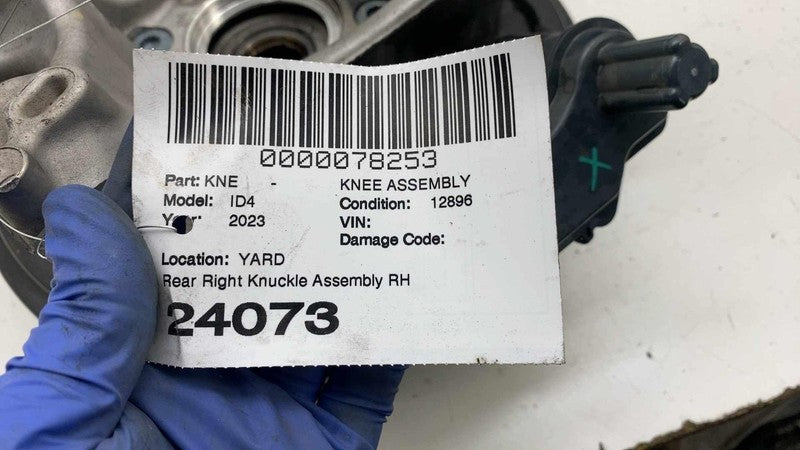 0000078253
Part: KNE - KNEE ASSEMBLY
Model: ID4 Condition: 12896
Year: 2023 VIN:
Damage Code:
Location: YARD
Rear Right Knuckle Assembly RH
24073
X